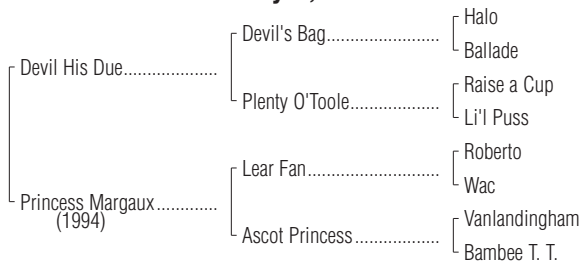 Halo
Devil's Bag....................
Ballade
Devil His Due.................
Raise a Cup
Plenty O'Toole................
Li'l Puss
Roberto
Lear Fan........................
Wac
Princess Margaux...........
(1994)
Vanlandingham
Ascot Princess...............
Bambee T. T.